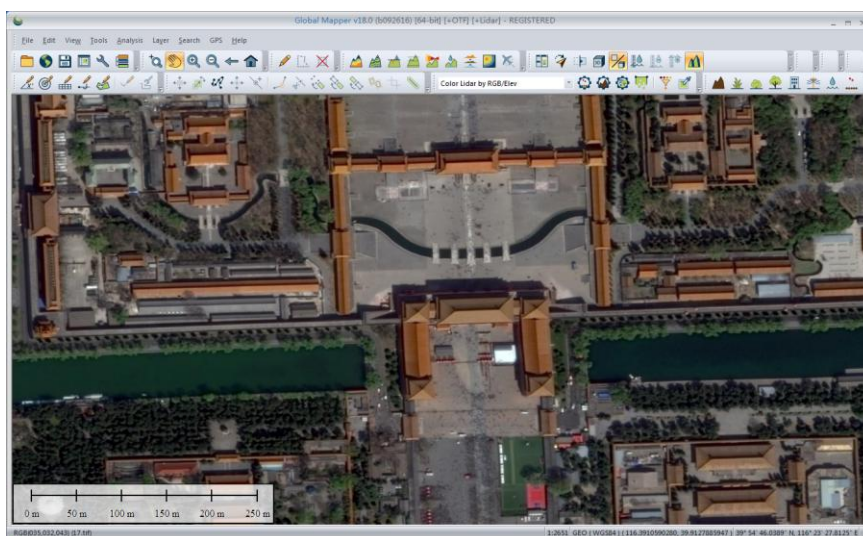 Global Mapper v18.0 (b092616) [64-bit] [+OTF] [+Lidar] - REGISTERED
File Edit View Tools Analysis Layer Search GPS Help
Color Lidar by RGB/Elev
0 m 50 m 100 m 150 m 200 m 250 m
RGB(035,032,043) (17.tif) 1:2651 GEO (WGS84) ( 116.3910590280, 39.9127885947 ) 39° 54' 46.0389" N, 116° 23' 27.8125" E